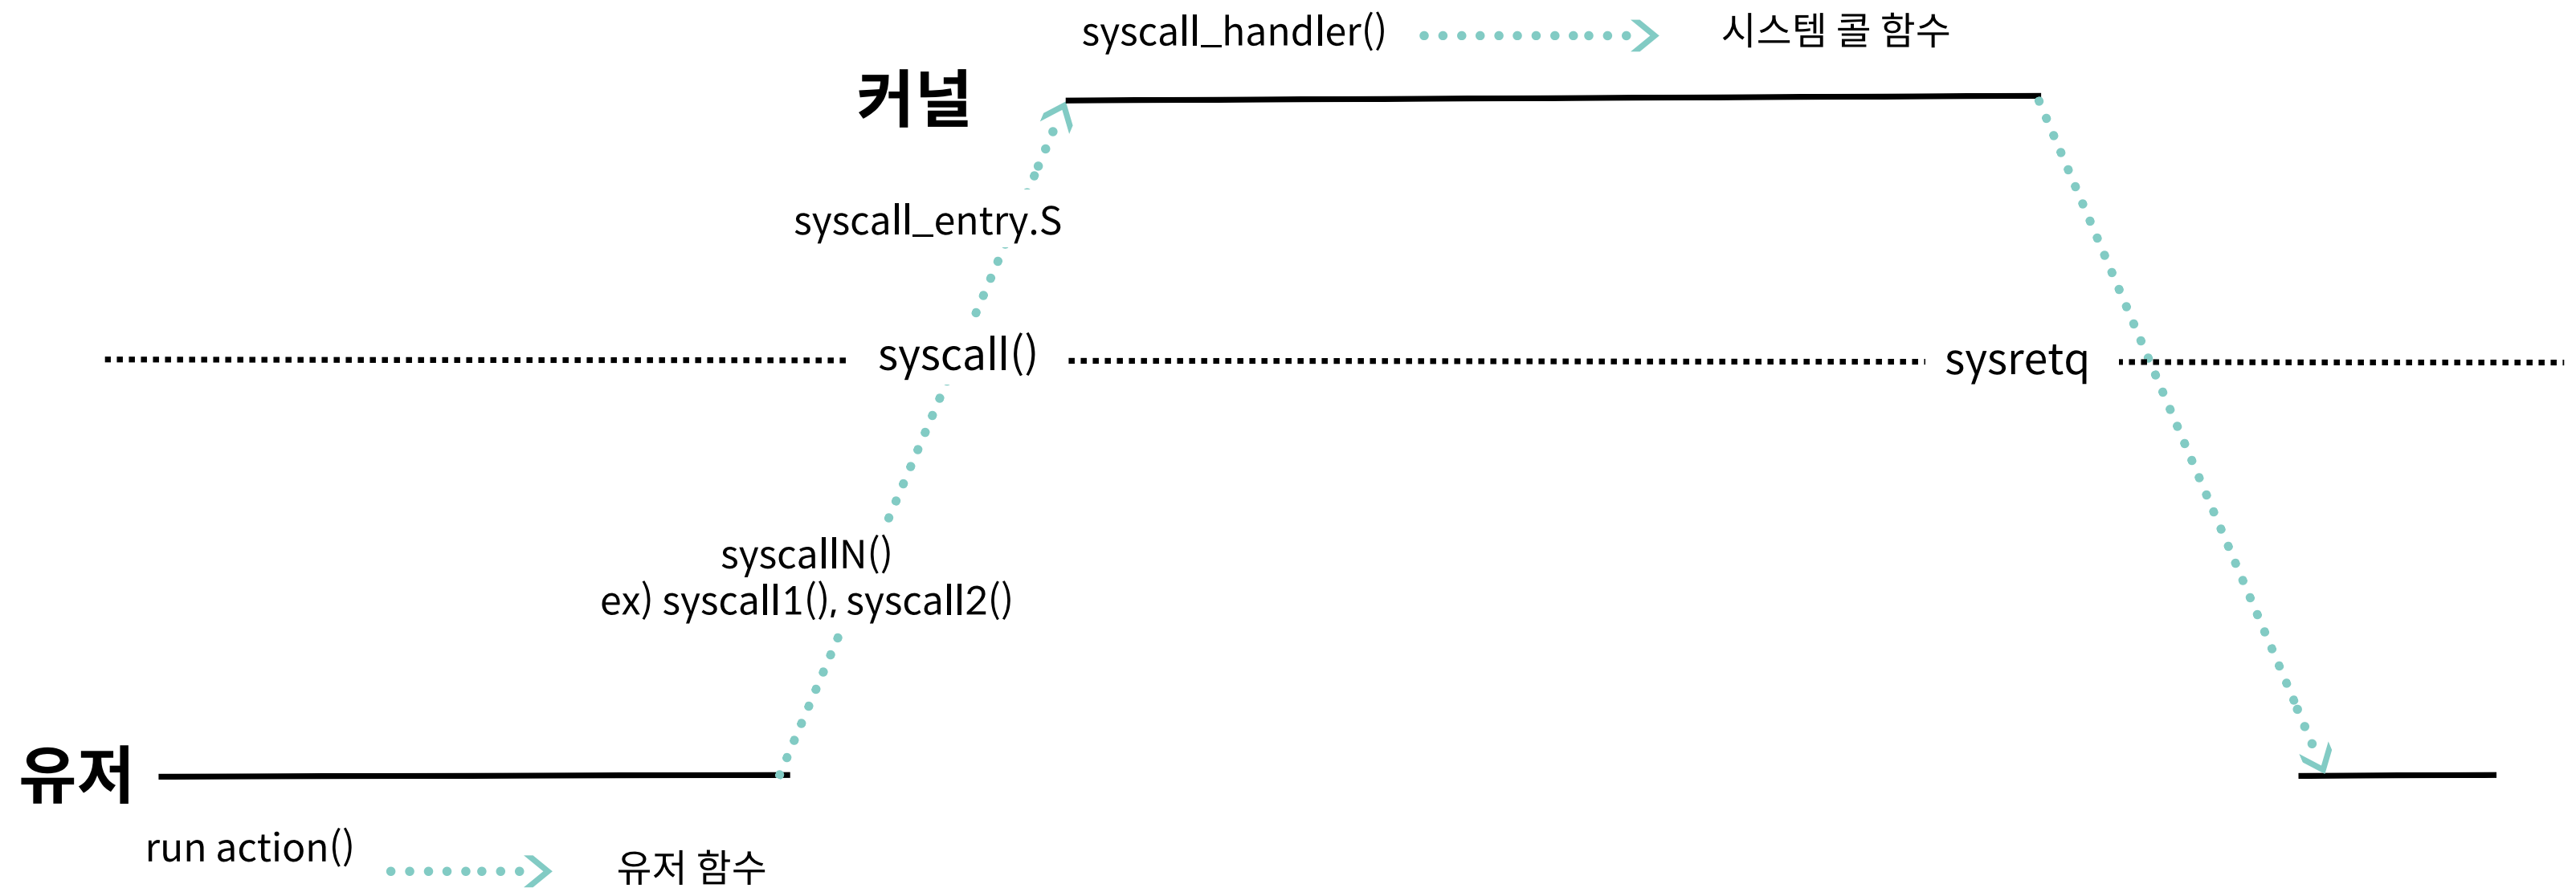 syscall_handler()
시스템 콜 함수
커널
syscall_entry.S
syscall()
sysretq
syscallN()
ex) syscall1(), syscall2()
유저
run action()
유저 함수